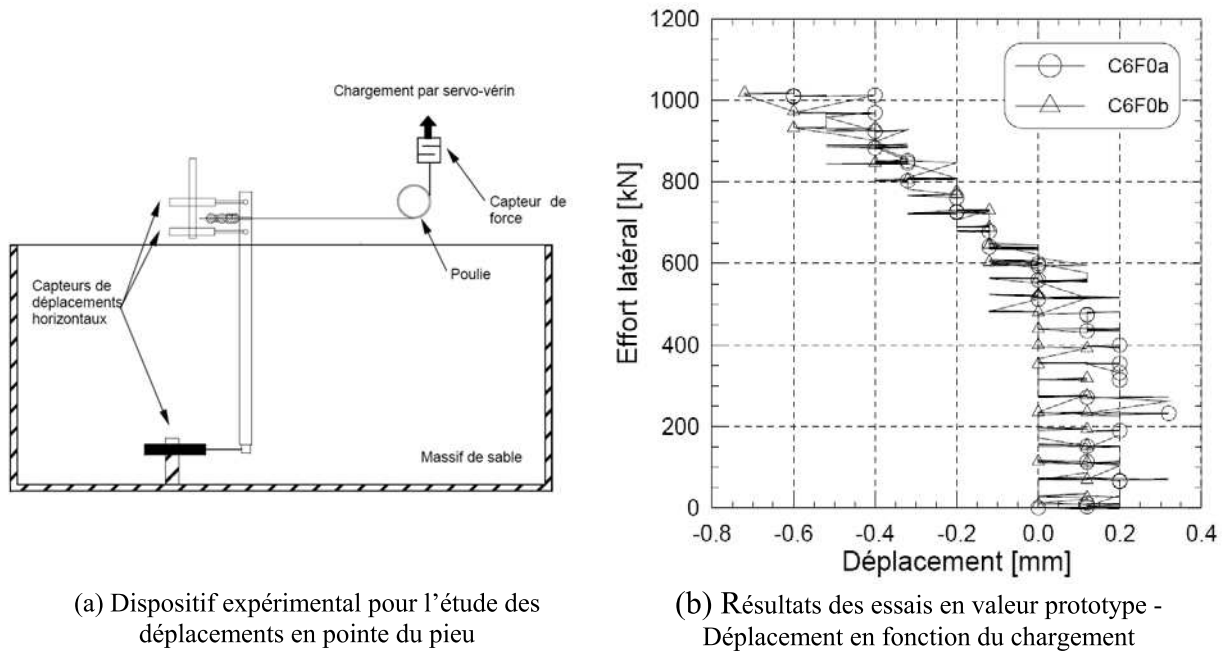 Chargement par servo-vérin
Capteur de
force
Poulie
Capteurs de
déplacements
horizontaux
Massif de sable
(a) Dispositif expérimental pour l’étude des
déplacements en pointe du pieu
1200
1000
800
600
400
200
0
Effort latéral [kN]
C6F0a
C6F0b
-0.8
-0.6
-0.4
-0.2
0.0
0.2
0.4
Déplacement [mm]
(b) Résultats des essais en valeur prototype -
Déplacement en fonction du chargement